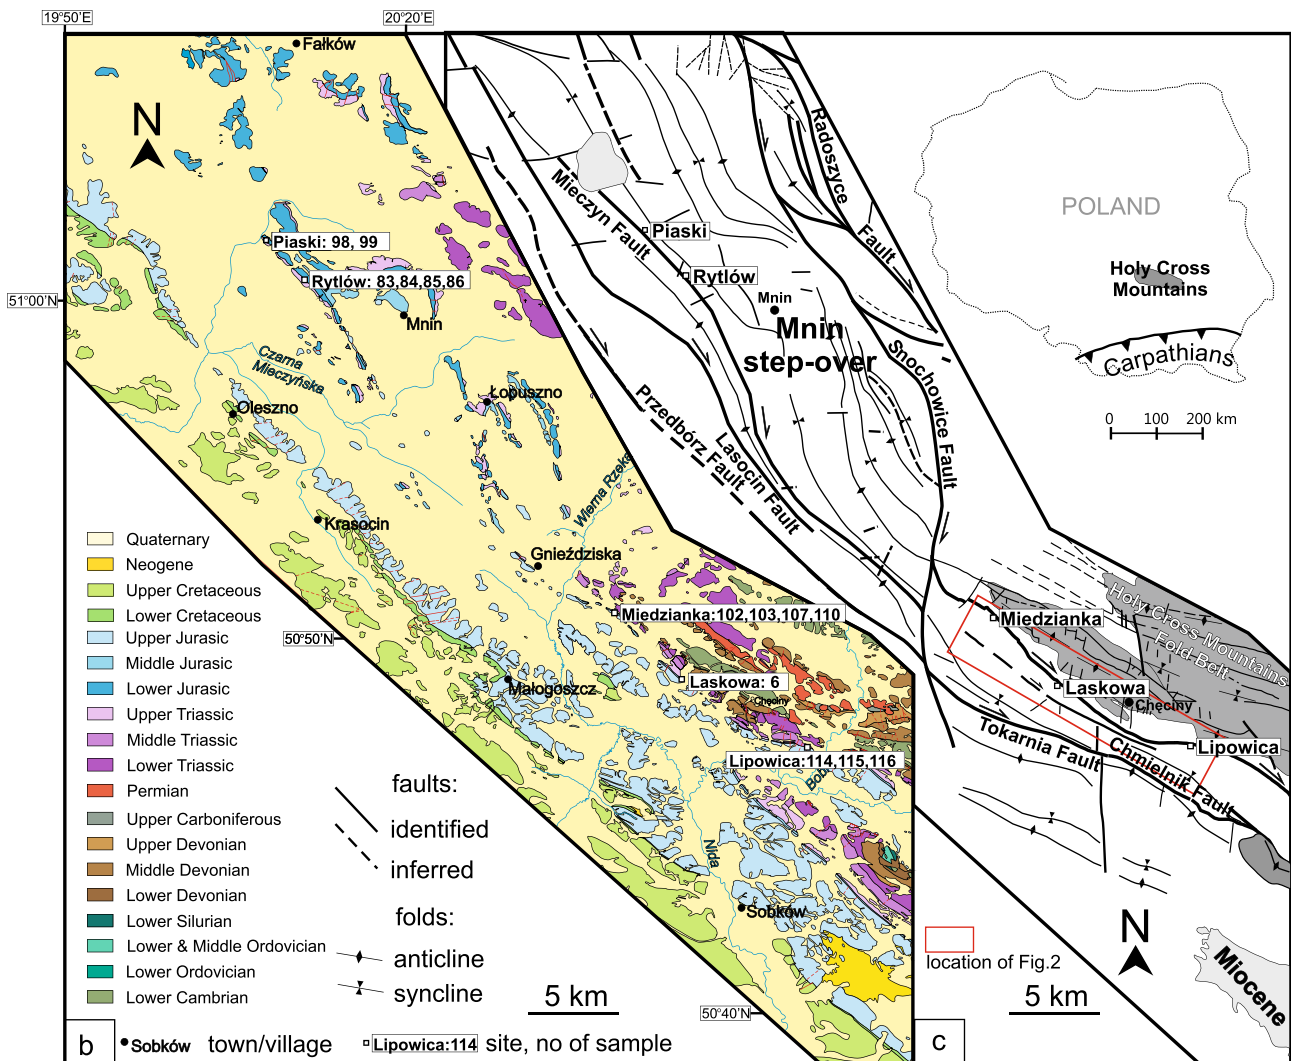 19°50'E
20°20'E
Fałków
N
Piaski: 98, 99
Rytlów: 83,84,85,86
51°00'N
Mnin
Czarna
Mieczyńska
Łopuszno
Oleszno
Wierna Rzeka
Krasocin
Gnieździska
Quaternary
Neogene
Upper Cretaceous
Lower Cretaceous
Upper Jurasic
Middle Jurasic
Lower Jurasic
Upper Triassic
Middle Triassic
Lower Triassic
Permian
Upper Carboniferous
Upper Devonian
Middle Devonian
Lower Devonian
Lower Silurian
Lower & Middle Ordovician
Lower Ordovician
Lower Cambrian
50°50'N
Miedzianka:102,103,107,110
Małogoszcz
Laskowa: 6
Chęciny
Lipowica:114,115,116
Nida
Sobków
faults:
identified
inferred
folds:
anticline
syncline
5 km
50°40'N
b
Sobków town/village
Lipowica:114 site, no of sample
Radoszyce
Fault
Mieczyn Fault
Piaski
Rytlów
Mnin
Mnin
step-over
Snochowice Fault
Przedbórz Fault
Lasocin Fault
POLAND
Holy Cross
Mountains
Carpathians
0 100 200 km
Holy Cross Mountains
Fold Belt
Miedzianka
Laskowa
Chęciny
Lipowica
Tokarnia Fault
Chmielnik Fault
location of Fig.2
N
5 km
Miocene
c